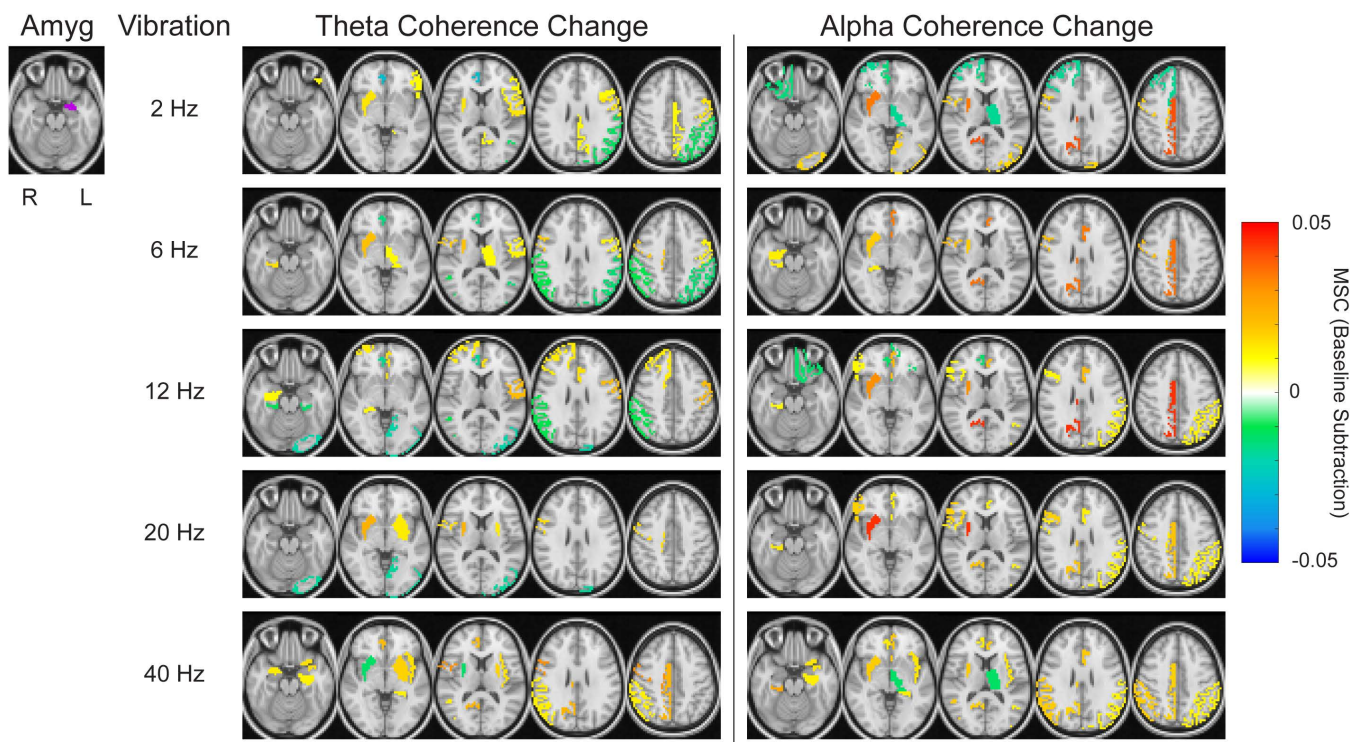 Amyg Vibration Theta Coherence Change Alpha Coherence Change
2 Hz
R L
6 Hz
0.05
12 Hz
0
MSC (Baseline Subtraction)
20 Hz
-0.05
40 Hz